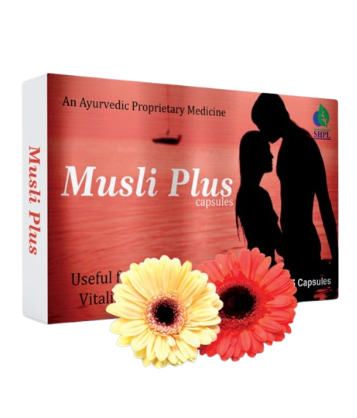 An Ayurvedic Proprietary Medicine
SHPL
Musli Plus
capsules
Musli Plus
Useful
Vitali
Capsules